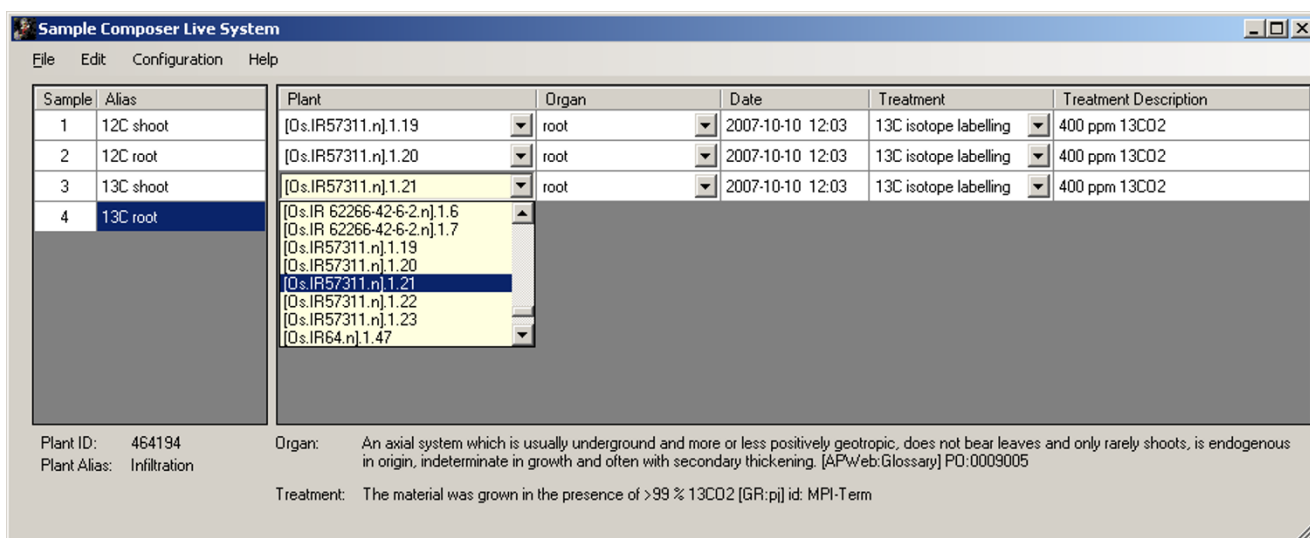 Sample Composer Live System
File Edit Configuration Help
Sample Alias Plant Organ Date Treatment Treatment Description
1 12C shoot [Os.IR57311.n].1.19 root 2007-10-10 12:03 13C isotope labelling 400 ppm 13CO2
2 12C root [Os.IR57311.n].1.20 root 2007-10-10 12:03 13C isotope labelling 400 ppm 13CO2
3 13C shoot [Os.IR57311.n].1.21 root 2007-10-10 12:03 13C isotope labelling 400 ppm 13CO2
4 13C root
[Os.IR 62266-42-6-2.n].1.6
[Os.IR 62266-42-6-2.n].1.7
[Os.IR57311.n].1.19
[Os.IR57311.n].1.20
[Os.IR57311.n].1.21
[Os.IR57311.n].1.22
[Os.IR57311.n].1.23
[Os.IR64.n].1.47
Plant ID: 464194
Plant Alias: Infiltration
Organ: An axial system which is usually underground and more or less positively geotropic, does not bear leaves and only rarely shoots, is endogenous
in origin, indeterminate in growth and often with secondary thickening. [APWeb:Glossary] PO:0009005
Treatment: The material was grown in the presence of >99 % 13CO2 [GR:pj] id: MPI-Term